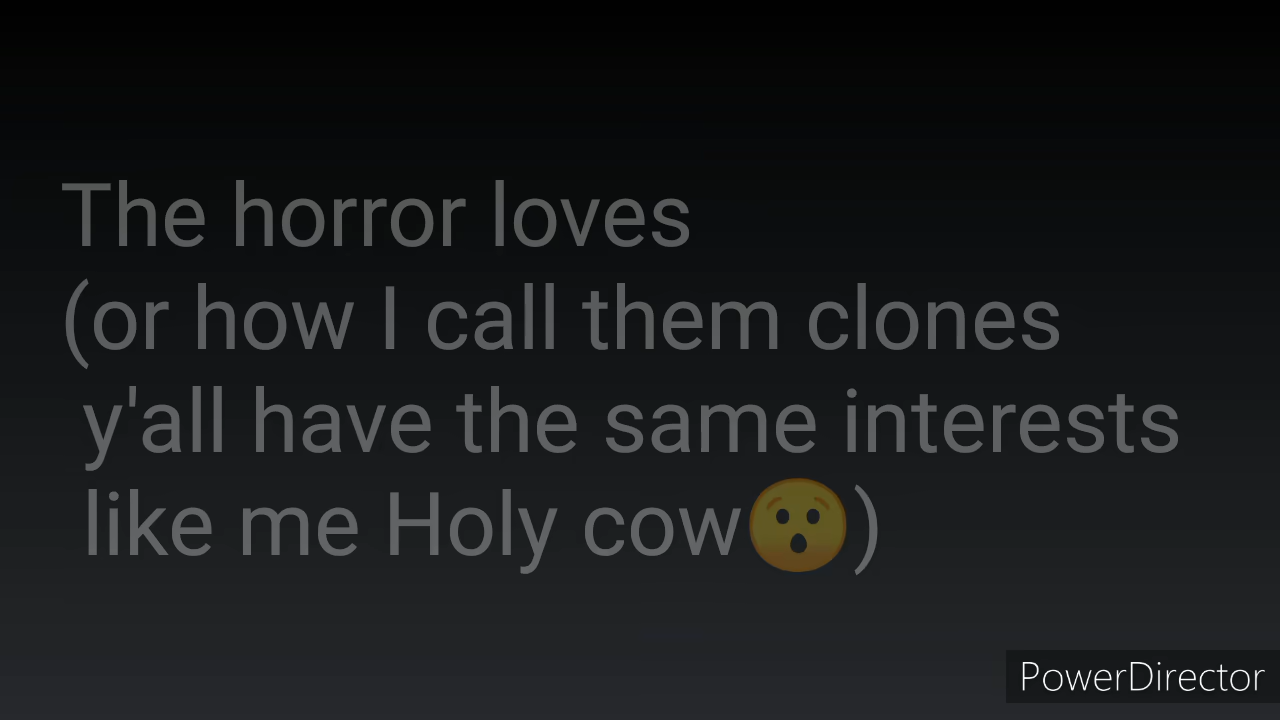 The horror loves
(or how I call them clones
y'all have the same interests
like me Holy cow😯)
PowerDirector